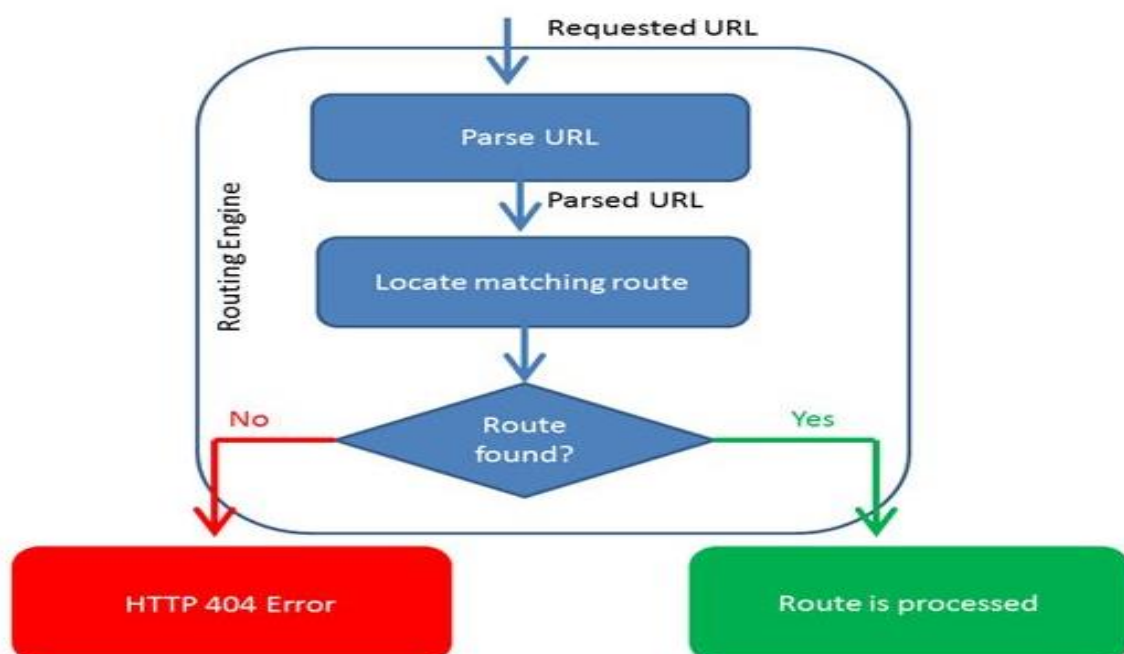 Requested URL
Parse URL
Parsed URL
Routing Engine
Locate matching route
No
Route
found?
Yes
HTTP 404 Error
Route is processed